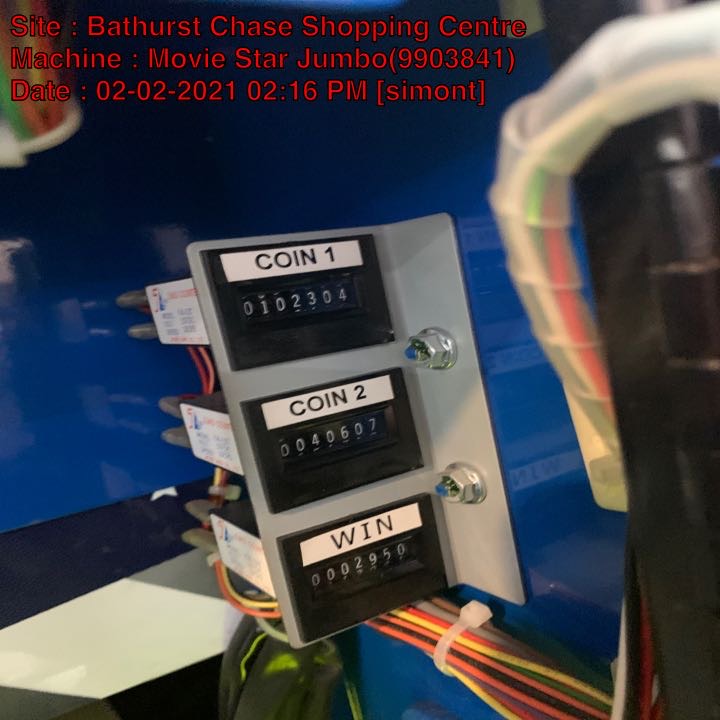 Site : Bathurst Chase Shopping Centre
Machine : Movie Star Jumbo(9903841)
Date : 02-02-2021 02:16 PM [simont]
COIN 1
0102304
COIN 2
0040607
WIN
0002950